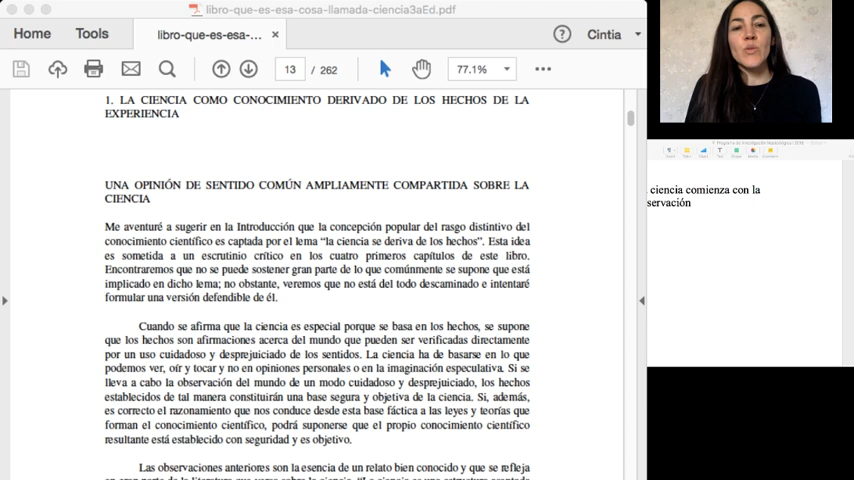 libro-que-es-esa-cosa-llamada-ciencia3aEd.pdf
Home Tools libro-que-es-esa-... × Cintia
13 / 262 77.1%
1. LA CIENCIA COMO CONOCIMIENTO DERIVADO DE LOS HECHOS DE LA
EXPERIENCIA
UNA OPINIÓN DE SENTIDO COMÚN AMPLIAMENTE COMPARTIDA SOBRE LA
CIENCIA
Me aventuré a sugerir en la Introducción que la concepción popular del rasgo distintivo del
conocimiento científico es captada por el lema “la ciencia se deriva de los hechos”. Esta idea
es sometida a un escrutinio crítico en los cuatro primeros capítulos de este libro.
Encontraremos que no se puede sostener gran parte de lo que comúnmente se supone que está
implicado en dicho lema; no obstante, veremos que no está del todo descaminado e intentaré
formular una versión defendible de él.
Cuando se afirma que la ciencia es especial porque se basa en los hechos, se supone
que los hechos son afirmaciones acerca del mundo que pueden ser verificadas directamente
por un uso cuidadoso y desprejuiciado de los sentidos. La ciencia ha de basarse en lo que
podemos ver, oír y tocar y no en opiniones personales o en la imaginación especulativa. Si se
lleva a cabo la observación del mundo de un modo cuidadoso y desprejuiciado, los hechos
establecidos de tal manera constituirán una base segura y objetiva de la ciencia. Si, además,
es correcto el razonamiento que nos conduce desde esta base fáctica a las leyes y teorías que
forman el conocimiento científico, podrá suponerse que el propio conocimiento científico
resultante está establecido con seguridad y es objetivo.
Las observaciones anteriores son la esencia de un relato bien conocido y que se refleja
ciencia comienza con la
servación